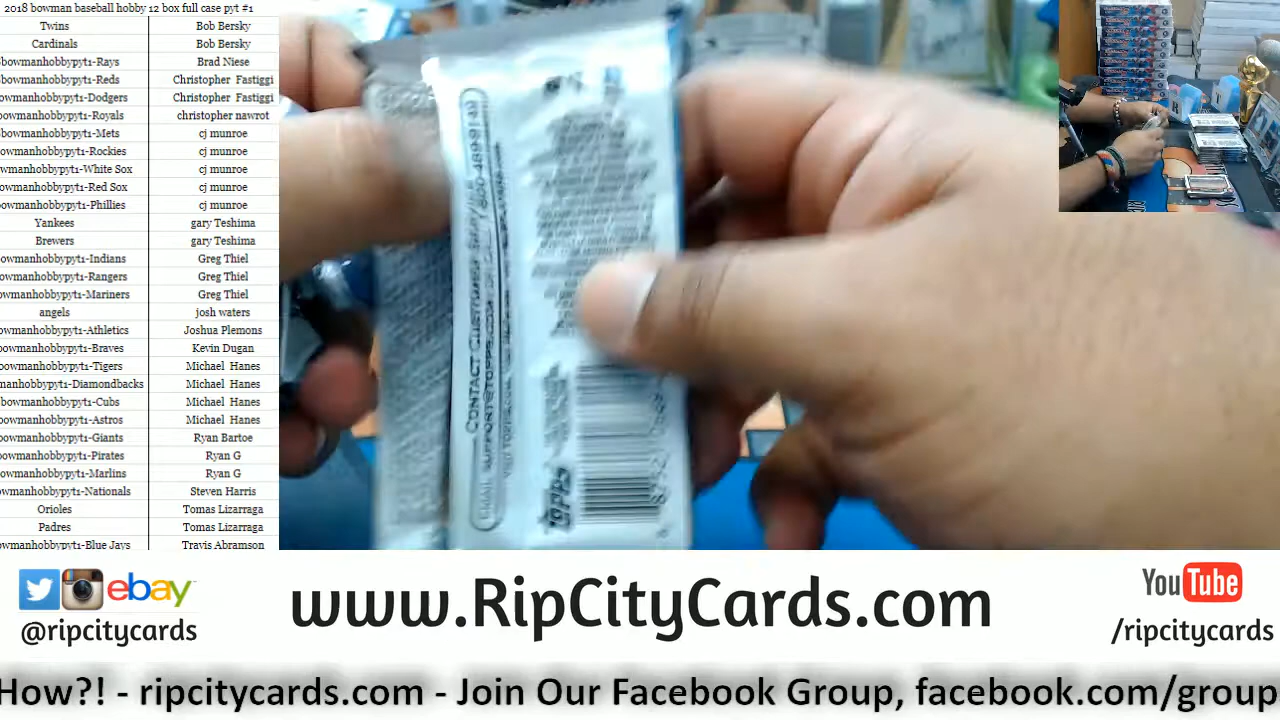 2018 bowman baseball hobby 12 box full case pyt #1
Twins Bob Bersky
Cardinals Bob Bersky
bowmanhobbypyt1-Rays Brad Niese
bowmanhobbypyt1-Reds Christopher Fastiggi
owmanhobbypyt1-Dodgers Christopher Fastiggi
owmanhobbypyt1-Royals christopher nawrot
bowmanhobbypyt1-Mets cj munroe
owmanhobbypyt1-Rockies cj munroe
wmanhobbypyt1-White Sox cj munroe
wmanhobbypyt1-Red Sox cj munroe
owmanhobbypyt1-Phillies cj munroe
Yankees gary Teshima
Brewers gary Teshima
owmanhobbypyt1-Indians Greg Thiel
owmanhobbypyt1-Rangers Greg Thiel
owmanhobbypyt1-Mariners Greg Thiel
angels josh waters
owmanhobbypyt1-Athletics Joshua Plemons
owmanhobbypyt1-Braves Kevin Dugan
bowmanhobbypyt1-Tigers Michael Hanes
manhobbypyt1-Diamondbacks Michael Hanes
bowmanhobbypyt1-Cubs Michael Hanes
owmanhobbypyt1-Astros Michael Hanes
owmanhobbypyt1-Giants Ryan Bartoe
owmanhobbypyt1-Pirates Ryan G
owmanhobbypyt1-Marlins Ryan G
owmanhobbypyt1-Nationals Steven Harris
Orioles Tomas Lizarraga
Padres Tomas Lizarraga
owmanhobbypyt1-Blue Jays Travis Abramson
CONTACT CUSTOMER
SUPPORT@TOPPS.COM
TOPPS
ebay
@ripcitycards
www.RipCityCards.com
YouTube
/ripcitycards
How?! - ripcitycards.com - Join Our Facebook Group, facebook.com/group